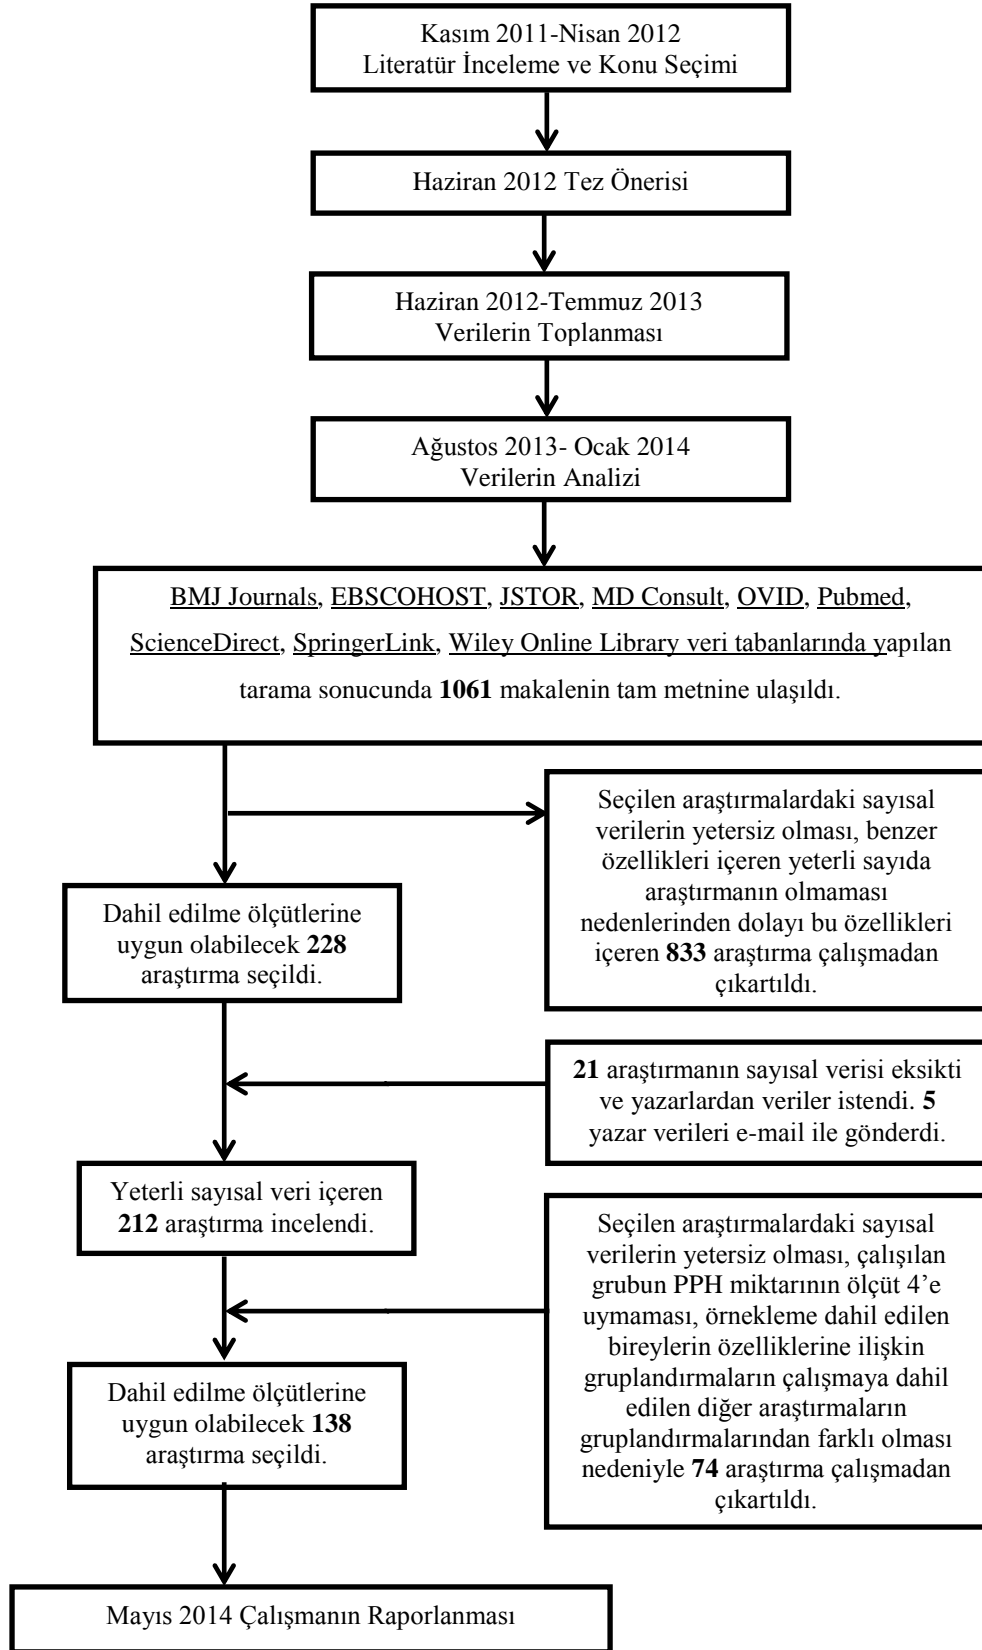 Kasım 2011-Nisan 2012
Literatür İnceleme ve Konu Seçimi
Haziran 2012 Tez Önerisi
Haziran 2012-Temmuz 2013
Verilerin Toplanması
Ağustos 2013- Ocak 2014
Verilerin Analizi
BMJ Journals, EBSCOHOST, JSTOR, MD Consult, OVID, Pubmed,
ScienceDirect, SpringerLink, Wiley Online Library veri tabanlarında yapılan
tarama sonucunda 1061 makalenin tam metnine ulaşıldı.
Seçilen araştırmalardaki sayısal
verilerin yetersiz olması, benzer
özellikleri içeren yeterli sayıda
araştırmanın olmaması
nedenlerinden dolayı bu özellikleri
içeren 833 araştırma çalışmadan
çıkartıldı.
Dahil edilme ölçütlerine
uygun olabilecek 228
araştırma seçildi.
21 araştırmanın sayısal verisi eksikti
ve yazarlardan veriler istendi. 5
yazar verileri e-mail ile gönderdi.
Yeterli sayısal veri içeren
212 araştırma incelendi.
Seçilen araştırmalardaki sayısal
verilerin yetersiz olması, çalışılan
grubun PPH miktarının ölçüt 4’e
uymaması, örnekleme dahil edilen
bireylerin özelliklerine ilişkin
gruplandırmaların çalışmaya dahil
edilen diğer araştırmaların
gruplandırmalarından farklı olması
nedeniyle 74 araştırma çalışmadan
çıkartıldı.
Dahil edilme ölçütlerine
uygun olabilecek 138
araştırma seçildi.
Mayıs 2014 Çalışmanın Raporlanması